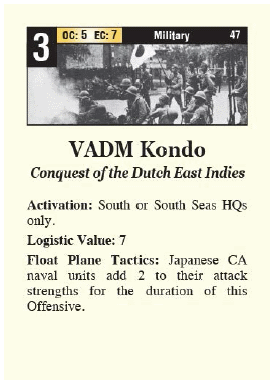 3 OC: 5 EC: 7 Military 47
VADM Kondo
Conquest of the Dutch East Indies
Activation: South or South Seas HQs
only.
Logistic Value: 7
Float Plane Tactics: Japanese CA
naval units add 2 to their attack
strengths for the duration of this
Offensive.